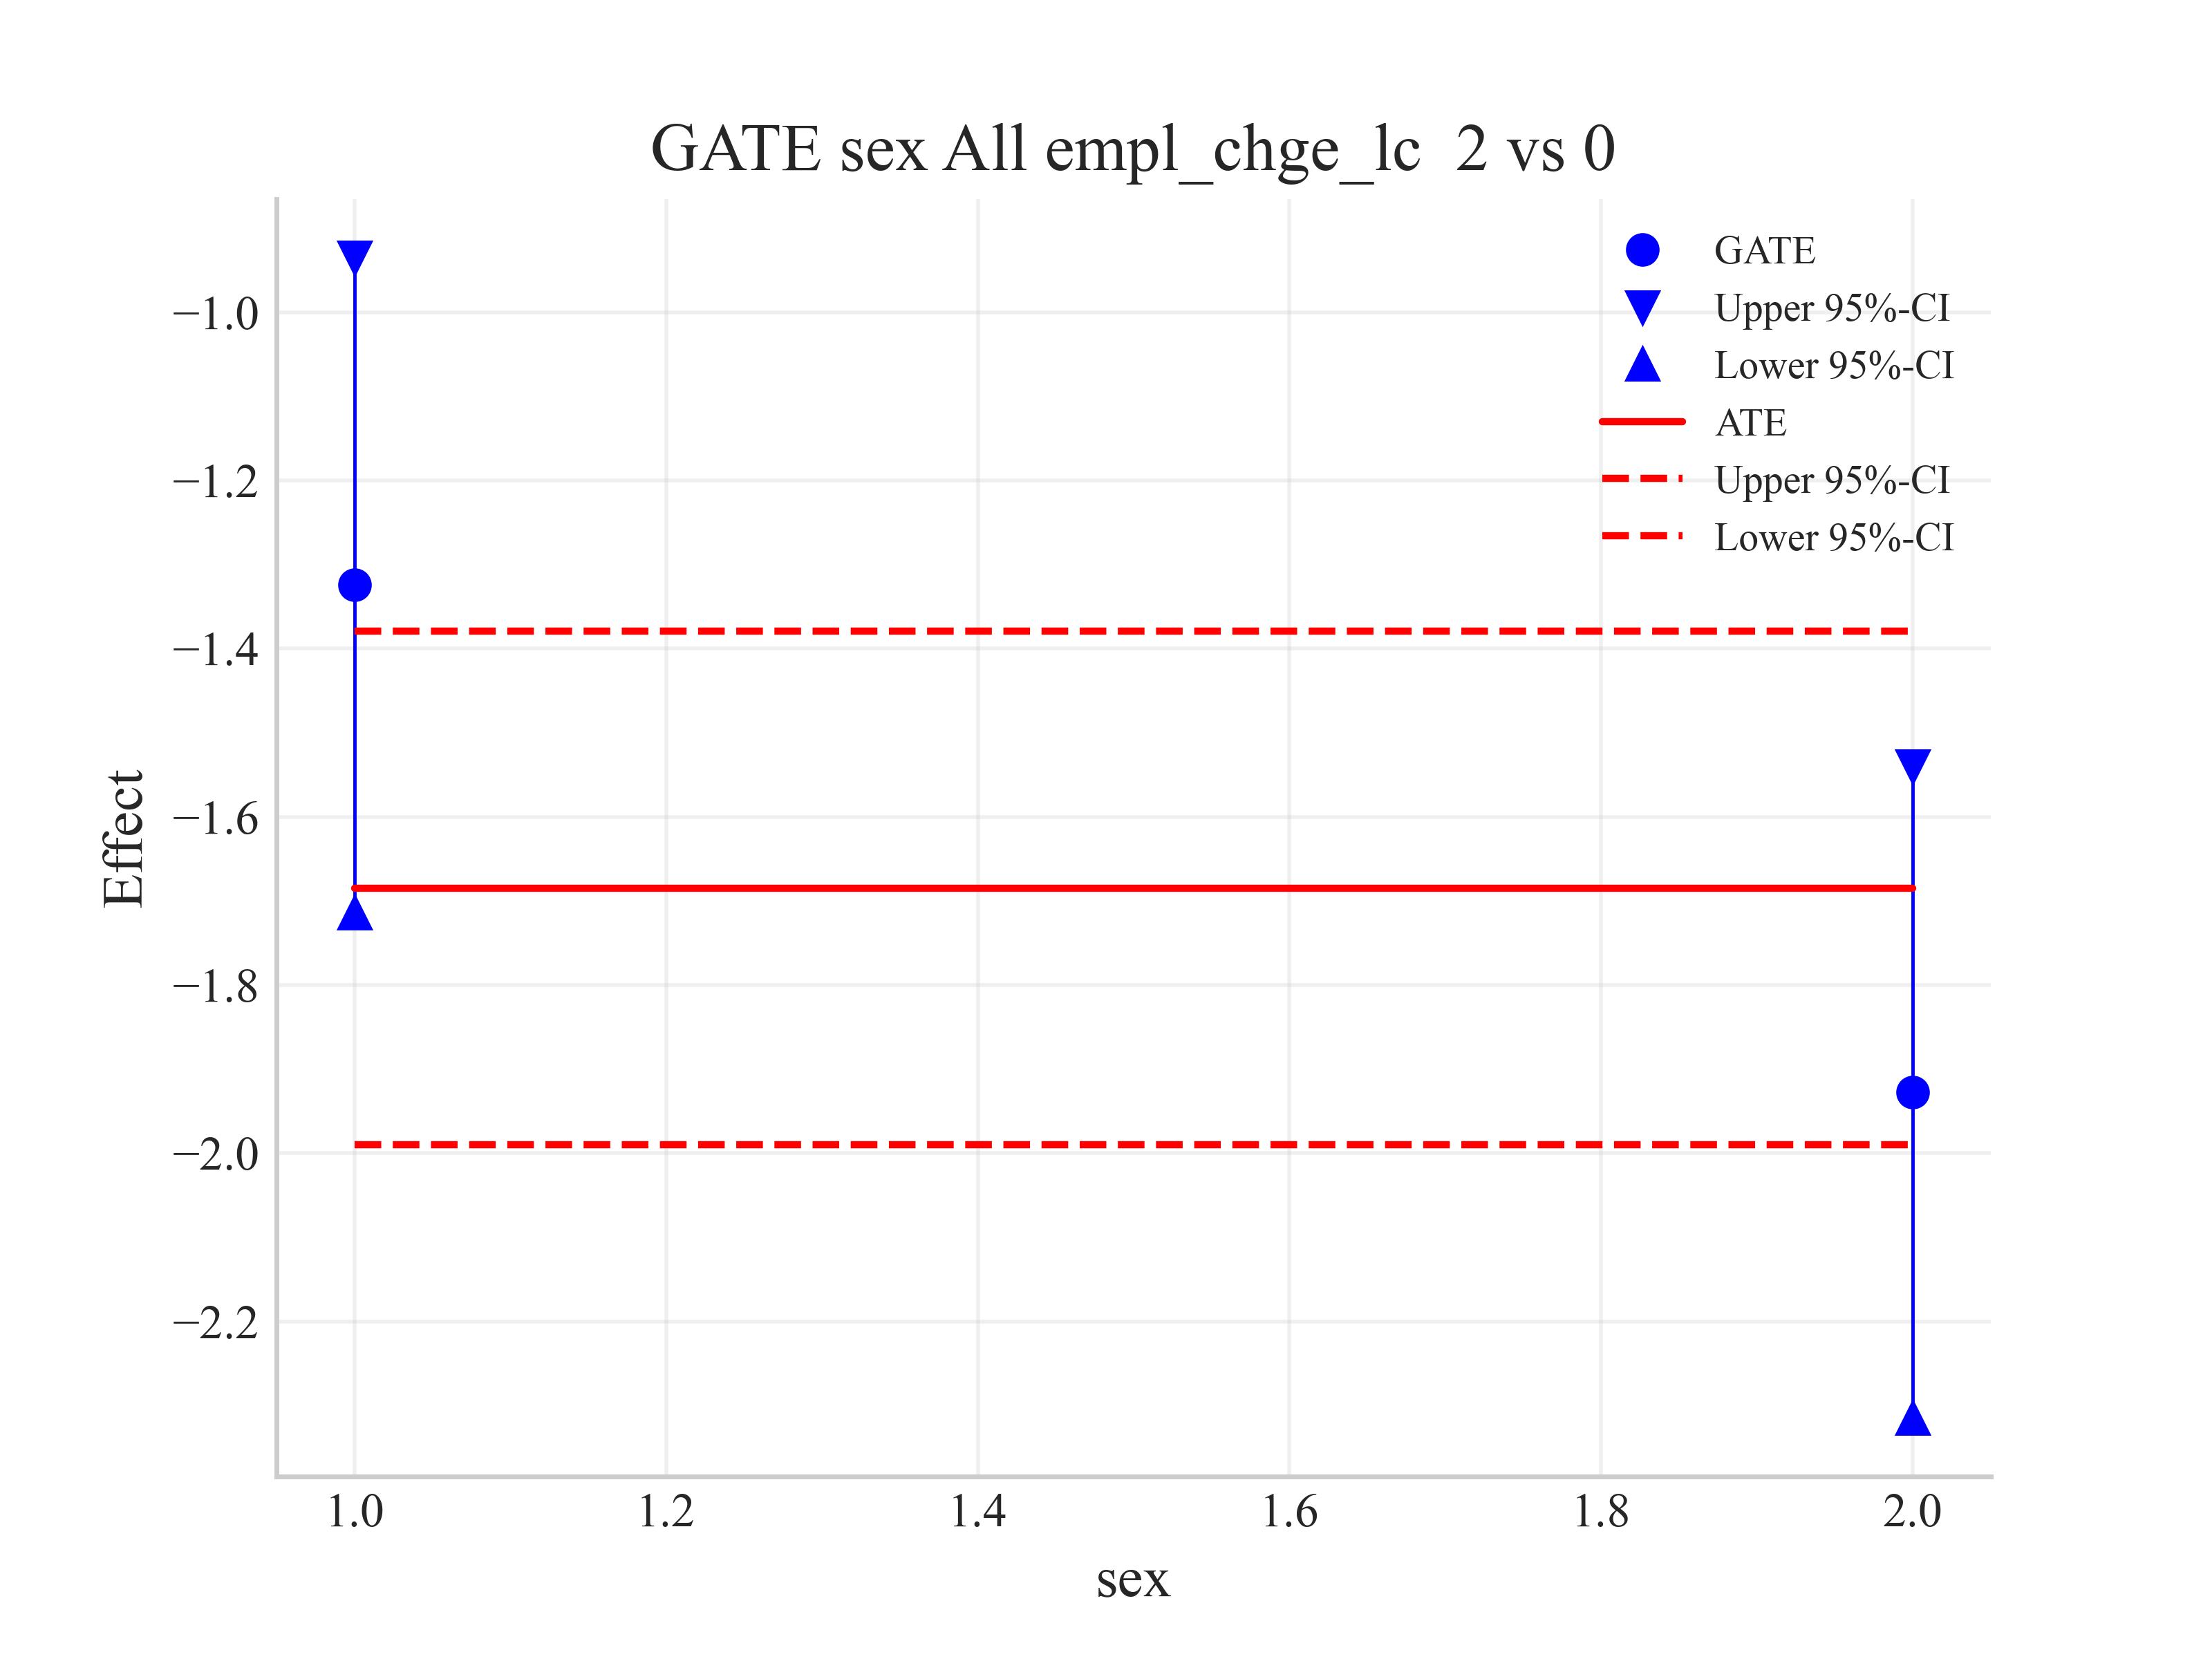 GATE sex All empl_chge_lc  2 vs 0
GATE
Upper 95%-CI
Lower 95%-CI
ATE
Upper 95%-CI
Lower 95%-CI
Effect
−1.0
−1.2
−1.4
−1.6
−1.8
−2.0
−2.2
1.0 1.2 1.4 1.6 1.8 2.0
sex